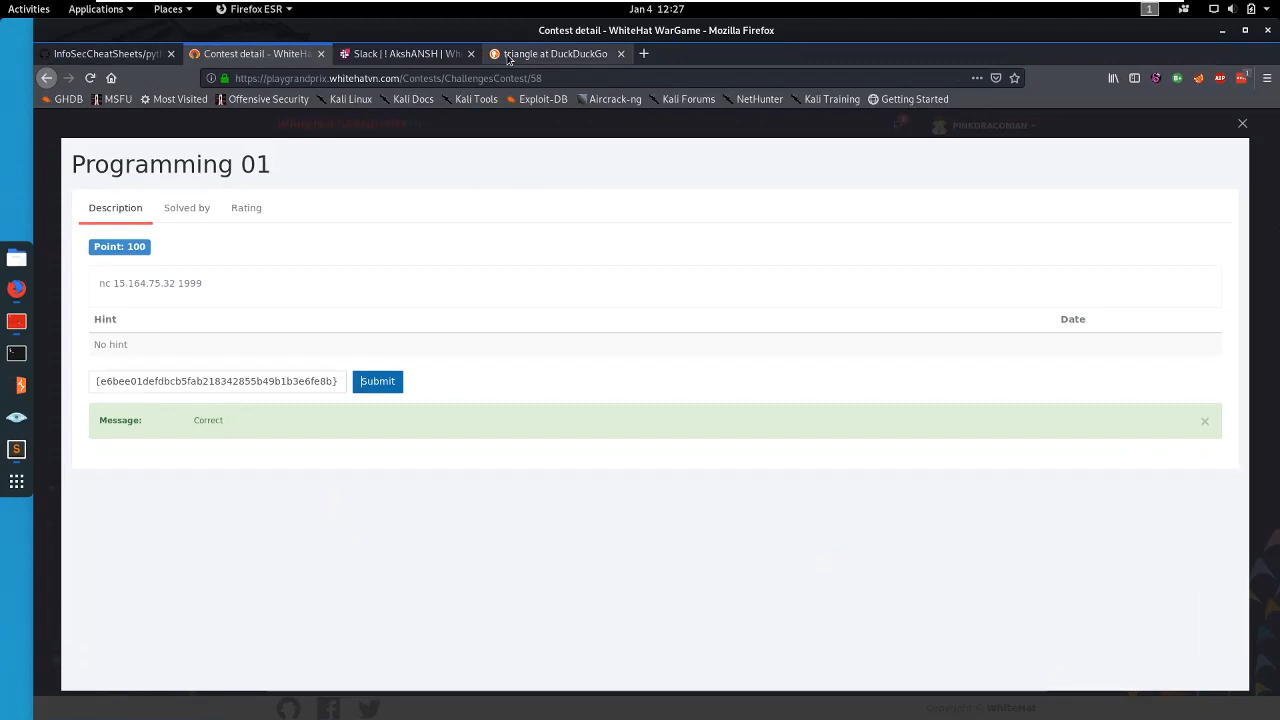 Activities Applications Places Firefox ESR Jan 4 12:27 1
Contest detail - WhiteHat WarGame - Mozilla Firefox
InfoSecCheatSheets/pyt Contest detail - WhiteHa Slack | ! AkshANSH | Wh triangle at DuckDuckGo
https://playgrandprix.whitehatvn.com/Contests/ChallengesContest/58
GHDB MSFU Most Visited Offensive Security Kali Linux Kali Docs Kali Tools Exploit-DB Aircrack-ng Kali Forums NetHunter Kali Training Getting Started
PINKDRACONIAN
Programming 01
Description Solved by Rating
Point: 100
nc 15.164.75.32 1999
Hint Date
No hint
{e6bee01defdbcb5fab218342855b49b1b3e6fe8b} Submit
Message: Correct
Copyright © WhiteHat